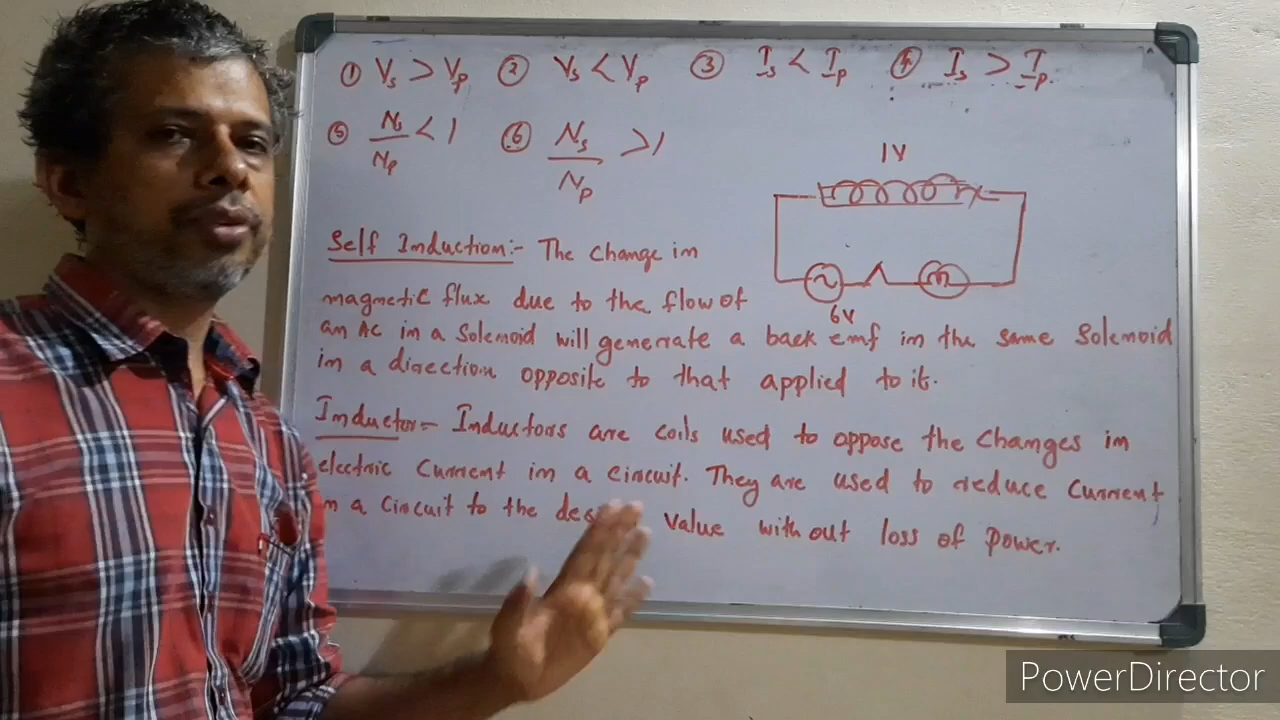 ① Vs > Vp ② Vs < Vp ③ Is < Ip ④ Is > Ip.
⑤ Ns/Np < 1 ⑥ Ns/Np > 1
1V
6V
Self Induction:- The change in
magnetic flux due to the flow of
an AC in a Solenoid will generate a back emf in the same Solenoid
in a direction opposite to that applied to it.
Inductor- Inductors are coils used to oppose the changes in
electric current in a circuit. They are used to reduce current
in a circuit to the value with out loss of power.
PowerDirector